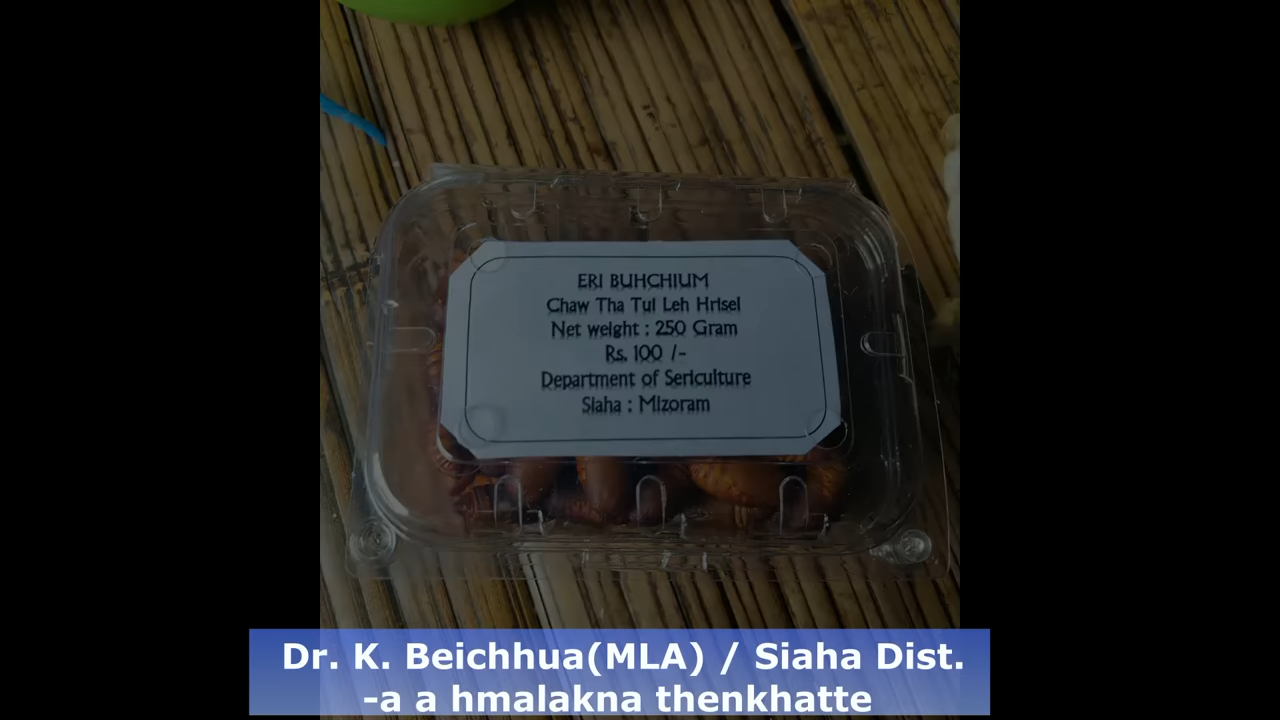 ERI BUHCHIUM
Chaw Tha Tui Leh Hrisel
Net weight : 250 Gram
Rs. 100 /-
Department of Sericulture
Siaha : Mizoram
Dr. K. Beichhua(MLA) / Siaha Dist.
-a a hmalakna thenkhatte